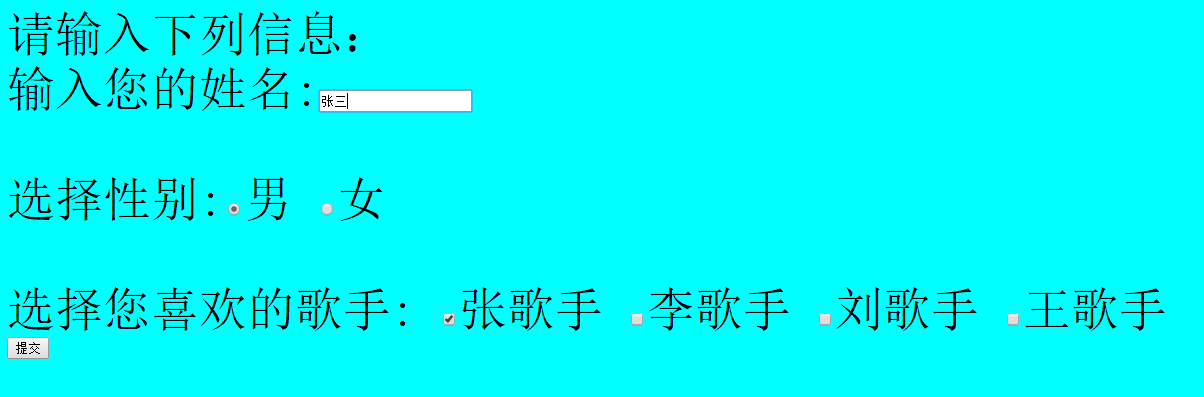 请输入下列信息：
输入您的姓名:张三
选择性别:男 女
选择您喜欢的歌手: 张歌手 李歌手 刘歌手 王歌手
提交